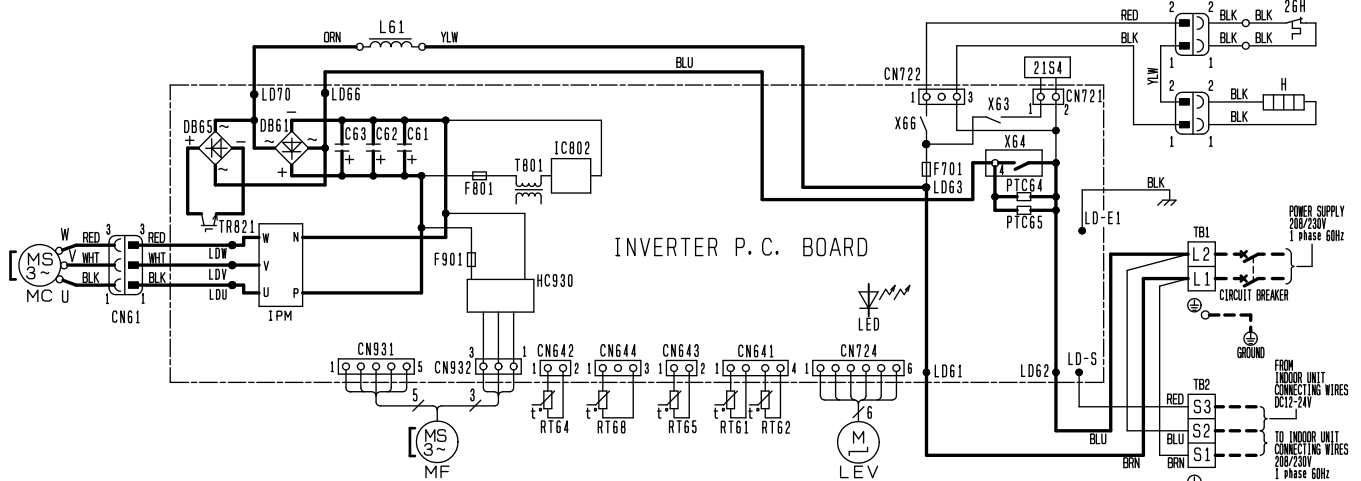 L61
ORN
YLW
BLU
RED
BLK
YLW
2
2
1
1
BLK
BLK
BLK
BLK
26H
2
2
1
1
BLK
BLK
H
CN722
1
3
21S4
1
2
CN721
X63
X66
X64
4
F701
LD63
PTC64
PTC65
LD70
LD66
DB65
DB61
+
~
-
~
-
~
~
+
C63
C62
C61
+
+
+
T801
IC802
F801
TR821
W
V
U
N
P
IPM
F901
HC930
W
V
U
RED
WHT
BLK
MS
3~
MC
3
3
1
1
CN61
RED
WHT
BLK
LDW
LDV
LDU
INVERTER P.C. BOARD
LED
BLK
LD-E1
POWER SUPPLY
208/230V
1 phase 60Hz
TB1
L2
L1
CIRCUIT BREAKER
GROUND
CN931
1
5
CN932
3
1
5
3
MS
3~
MF
CN642
1
2
t°
RT64
CN644
1
3
t°
RT68
CN643
1
2
t°
RT65
CN641
1
4
t°
RT61
t°
RT62
CN724
1
6
6
M
LEV
LD61
LD62
LD-S
RED
BLU
BLU
BRN
BRN
TB2
S3
S2
S1
FROM
INDOOR UNIT
CONNECTING WIRES
DC12-24V
TO INDOOR UNIT
CONNECTING WIRES
208/230V
1 phase 60Hz